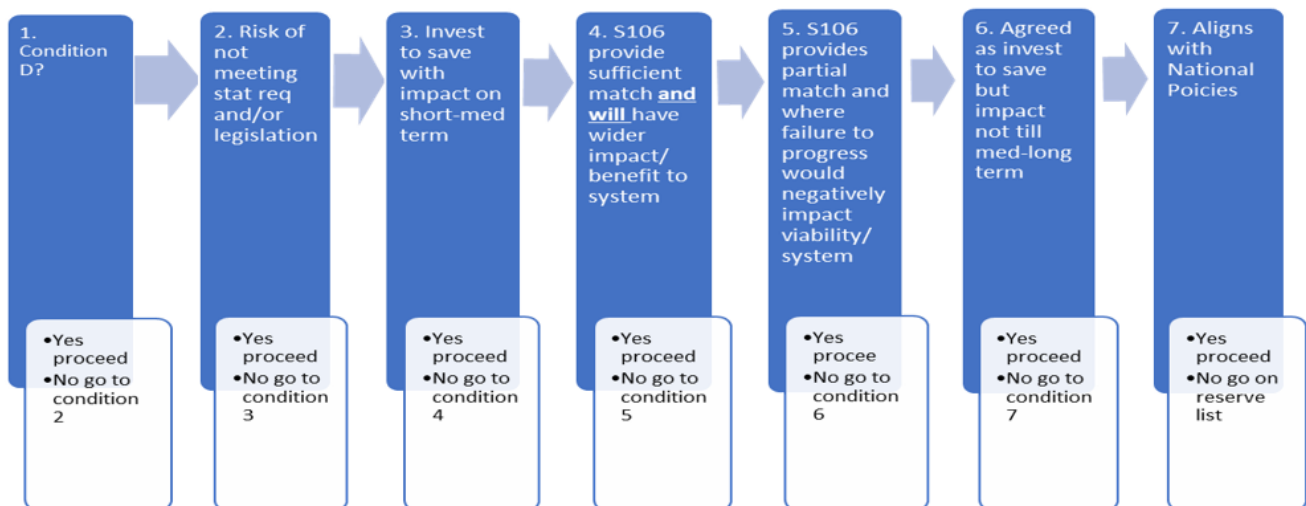 1.
Condition
D?
•Yes
proceed
•No go to
condition
2
2. Risk of
not
meeting
stat req
and/or
legislation
•Yes
proceed
•No go to
condition
3
3. Invest to
save
with
impact on
short-med
term
•Yes
proceed
•No go to
condition
4
4. S106
provide
sufficient
match and
will have
wider
impact/
benefit to
system
•Yes
proceed
•No go to
condition
5
5. S106
provides
partial
match and
where
failure to
progress
would
negatively
impact
viability/
system
•Yes
procee
•No go to
condition
6
6. Agreed
as invest
to save
but
impact
not till
med-long
term
•Yes
proceed
•No go to
condition
7
7. Aligns
with
National
Poicies
•Yes
proceed
•No go on
reserve
list